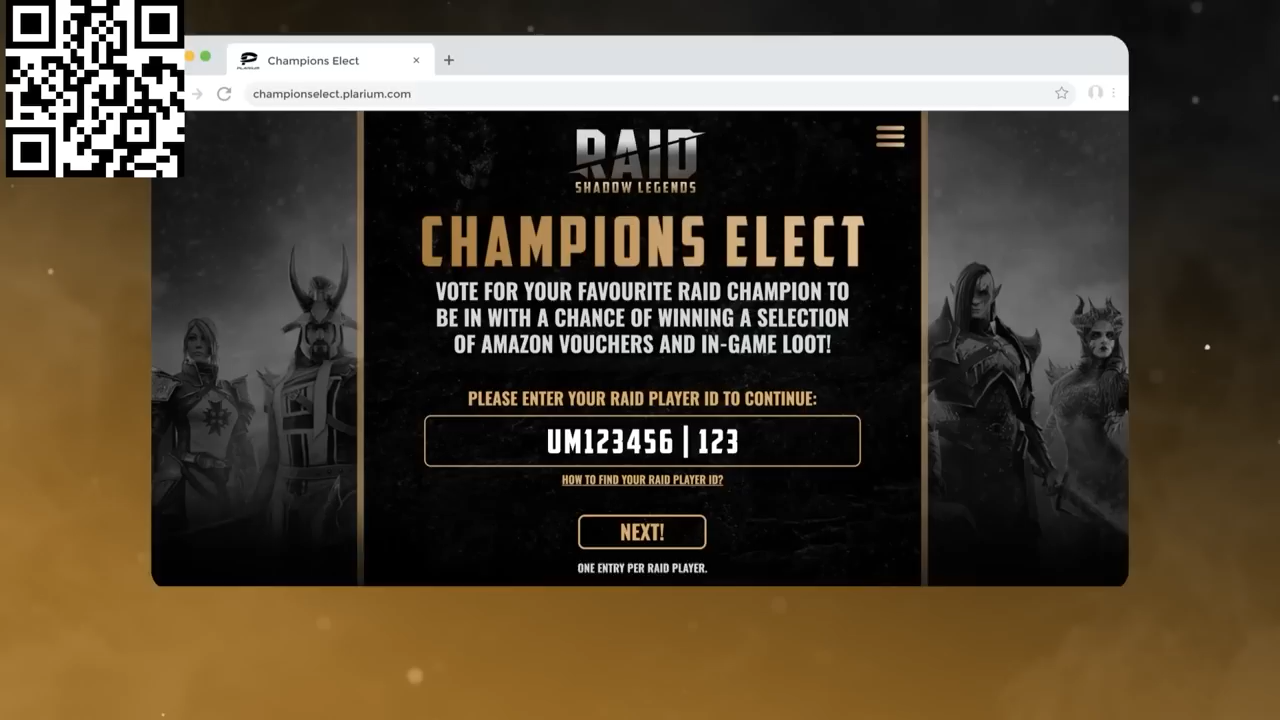 PLARIUM
Champions Elect
championselect.plarium.com
RAID
SHADOW LEGENDS
CHAMPIONS ELECT
VOTE FOR YOUR FAVOURITE RAID CHAMPION TO
BE IN WITH A CHANCE OF WINNING A SELECTION
OF AMAZON VOUCHERS AND IN-GAME LOOT!
PLEASE ENTER YOUR RAID PLAYER ID TO CONTINUE:
UM123456 | 123
HOW TO FIND YOUR RAID PLAYER ID?
NEXT!
ONE ENTRY PER RAID PLAYER.